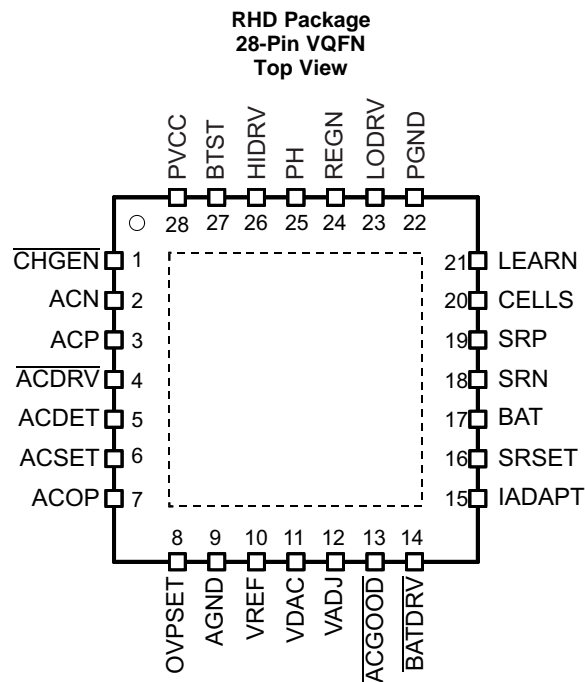 RHD Package
28-Pin VQFN
Top View
PVCC
BTST
HIDRV
PH
REGN
LODRV
PGND
28 27 26 25 24 23 22
CHGEN 1
ACN 2
ACP 3
ACDRV 4
ACDET 5
ACSET 6
ACOP 7
21 LEARN
20 CELLS
19 SRP
18 SRN
17 BAT
16 SRSET
15 IADAPT
8 9 10 11 12 13 14
OVPSET
AGND
VREF
VDAC
VADJ
ACGOOD
BATDRV